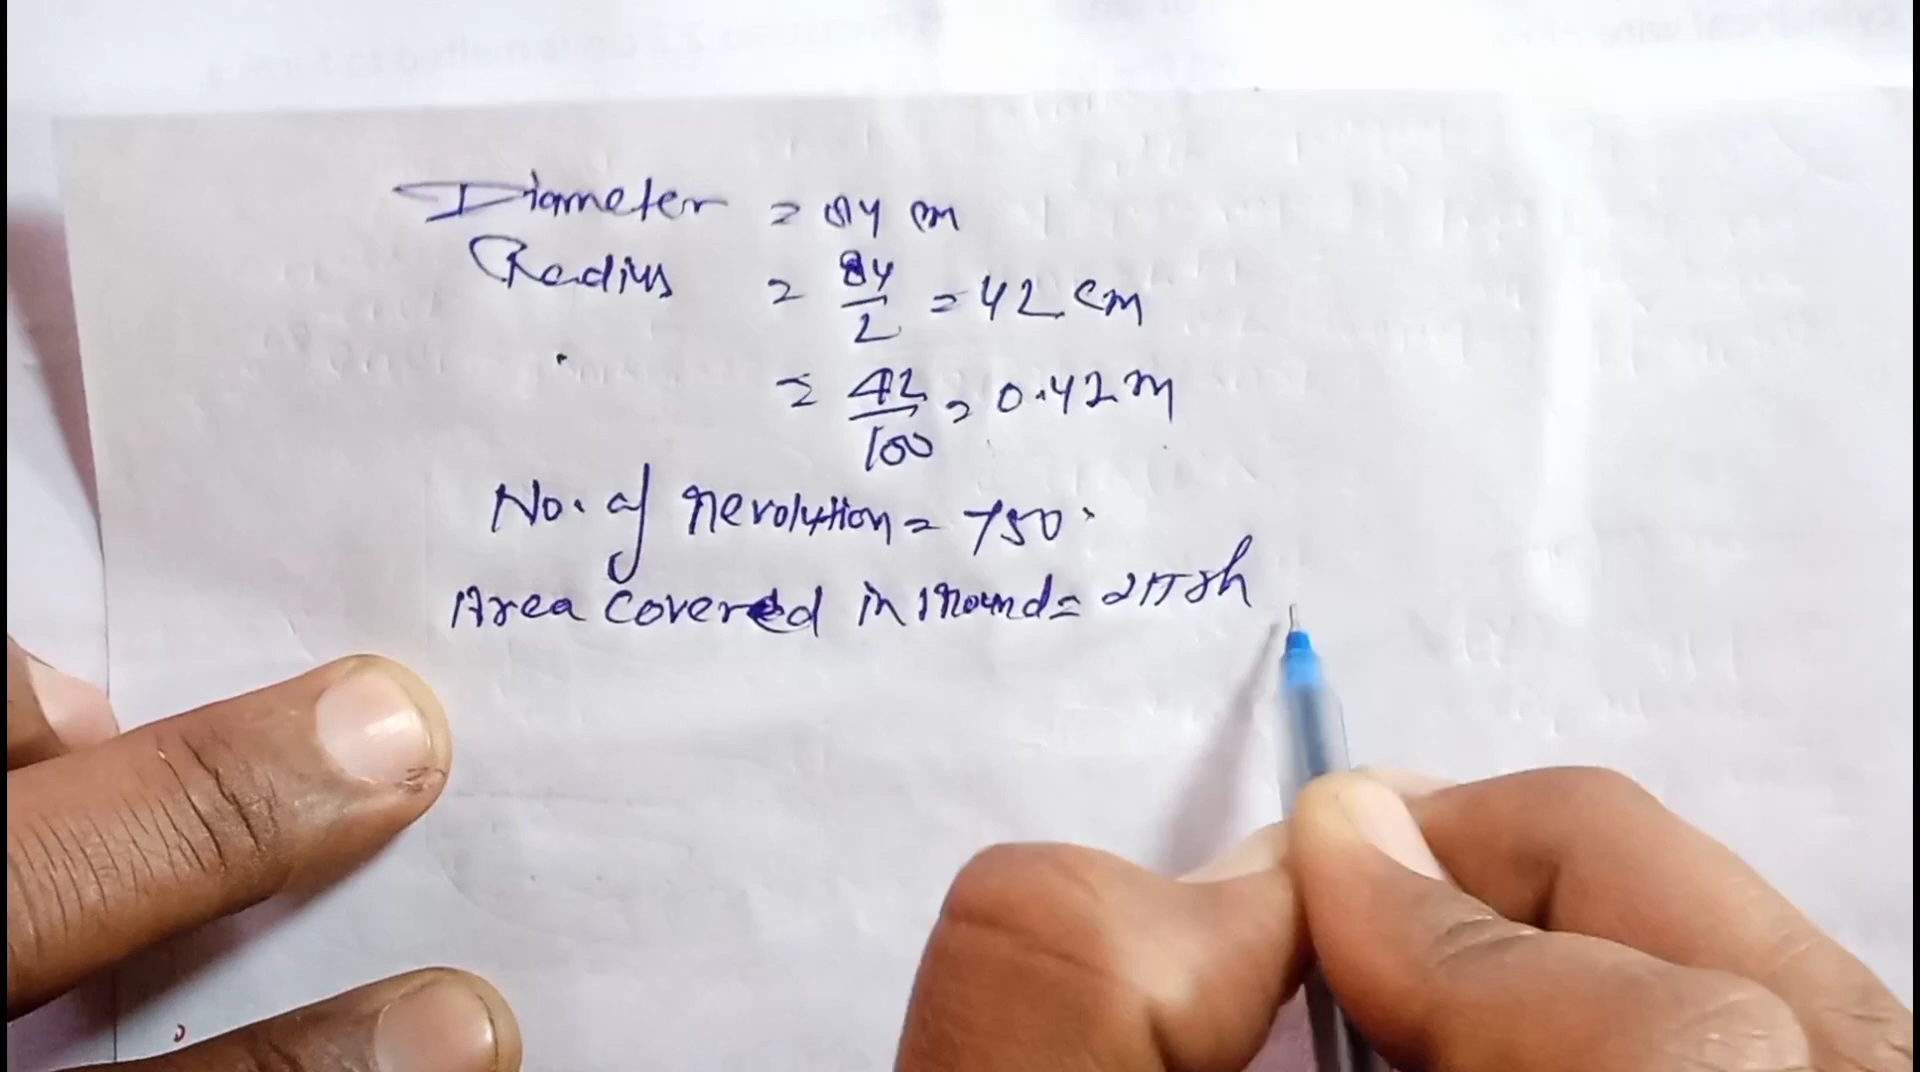 Diameter = 84 cm
Radius = 84/2 = 42 cm
= 42/100 = 0.42 m
No. of revolution = 750
Area covered in 1 round = 2πrh